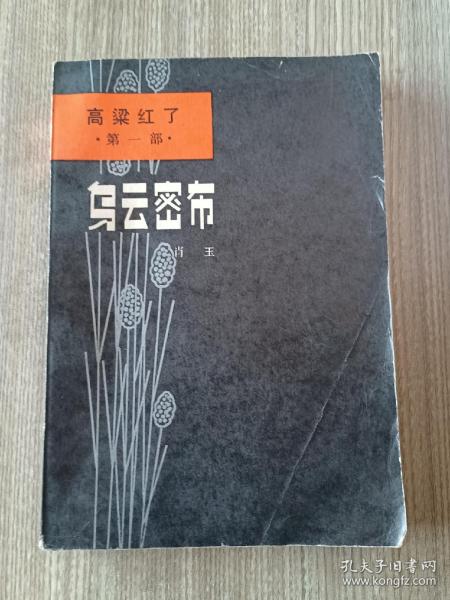 高粱红了
·第一部·
乌云密布
肖玉
孔夫子旧书网
www.kongfz.com